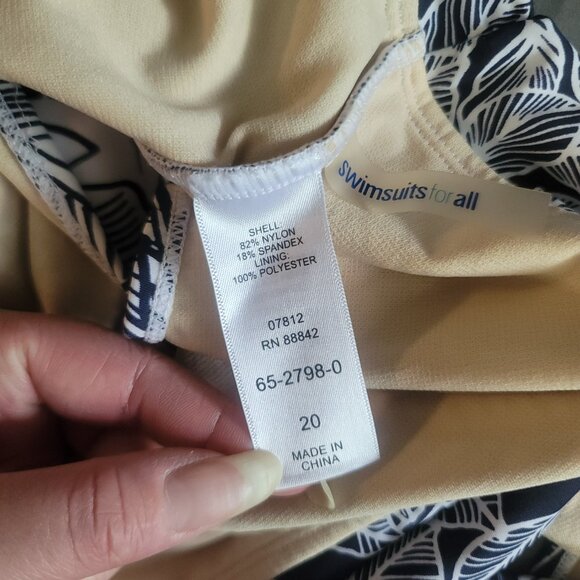 swimsuitsforall
SHELL:
82% NYLON
18% SPANDEX
LINING:
100% POLYESTER
07812
RN 88842
65-2798-0
20
MADE IN
CHINA